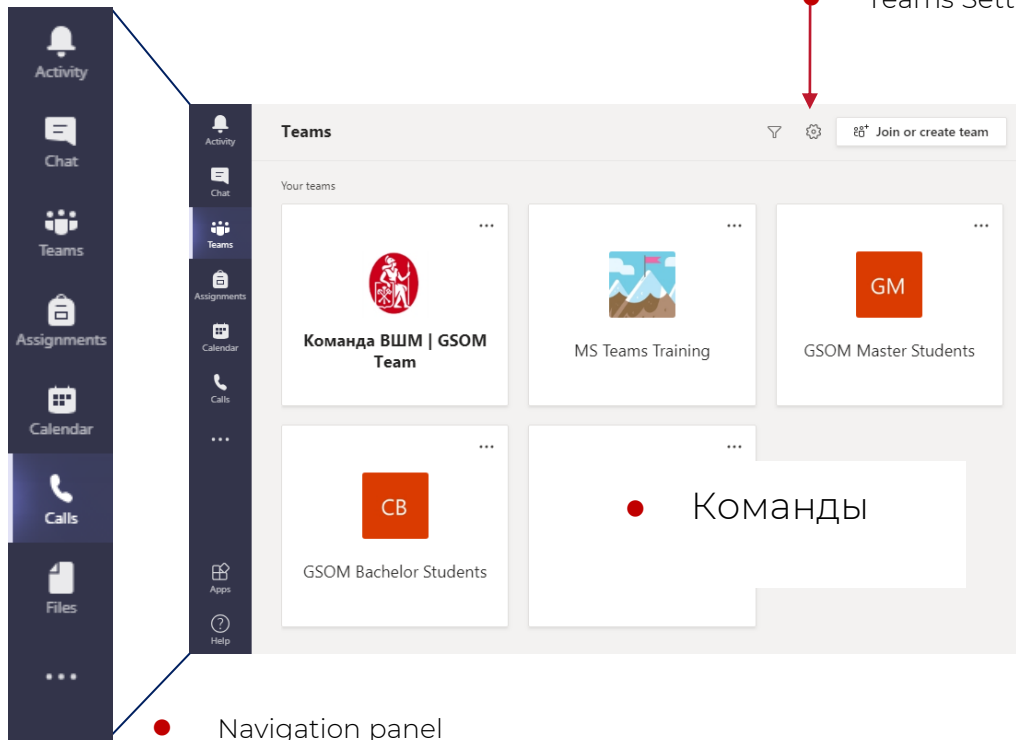 Teams Sett
Activity
Chat
Teams
Assignments
Calendar
Calls
Files
Activity
Chat
Teams
Assignments
Calendar
Calls
Apps
Help
Teams
Join or create team
Your teams
Команда ВШМ | GSOM
Team
MS Teams Training
GM
GSOM Master Students
CB
GSOM Bachelor Students
Команды
Navigation panel